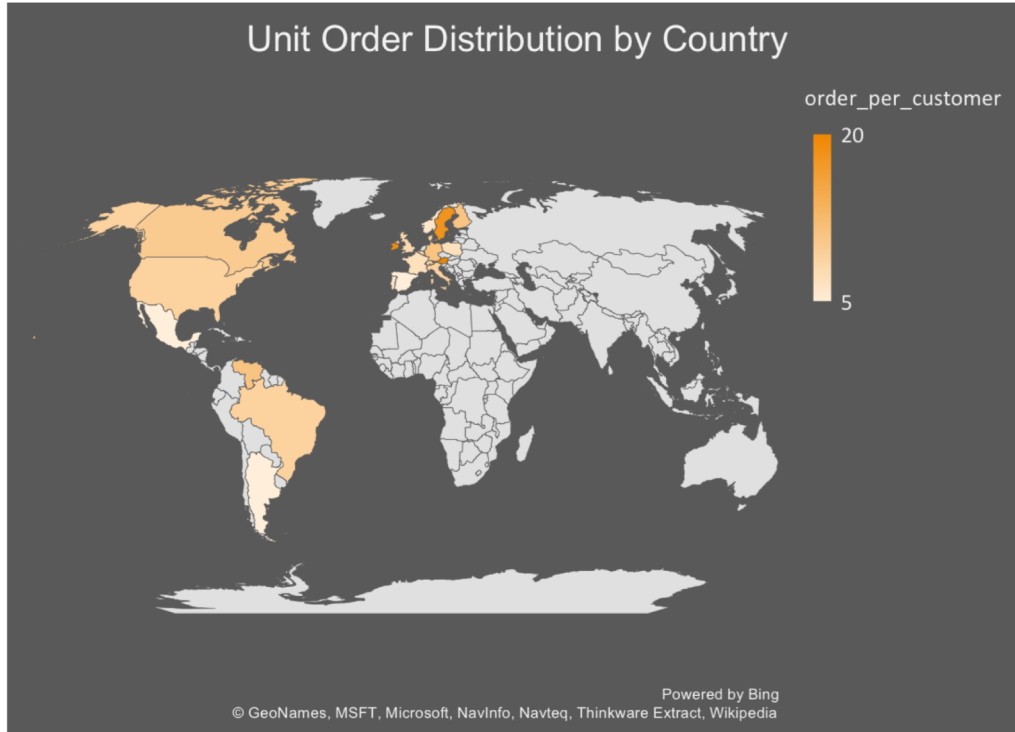 Unit Order Distribution by Country
order_per_customer
20
5
Powered by Bing
© GeoNames, MSFT, Microsoft, NavInfo, Navteq, Thinkware Extract, Wikipedia